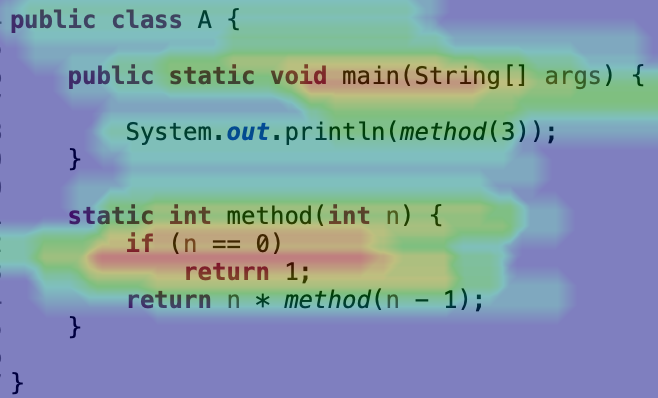 public class A {
public static void main(String[] args) {
System.out.println(method(3));
}
static int method(int n) {
if (n == 0)
return 1;
return n * method(n - 1);
}
}